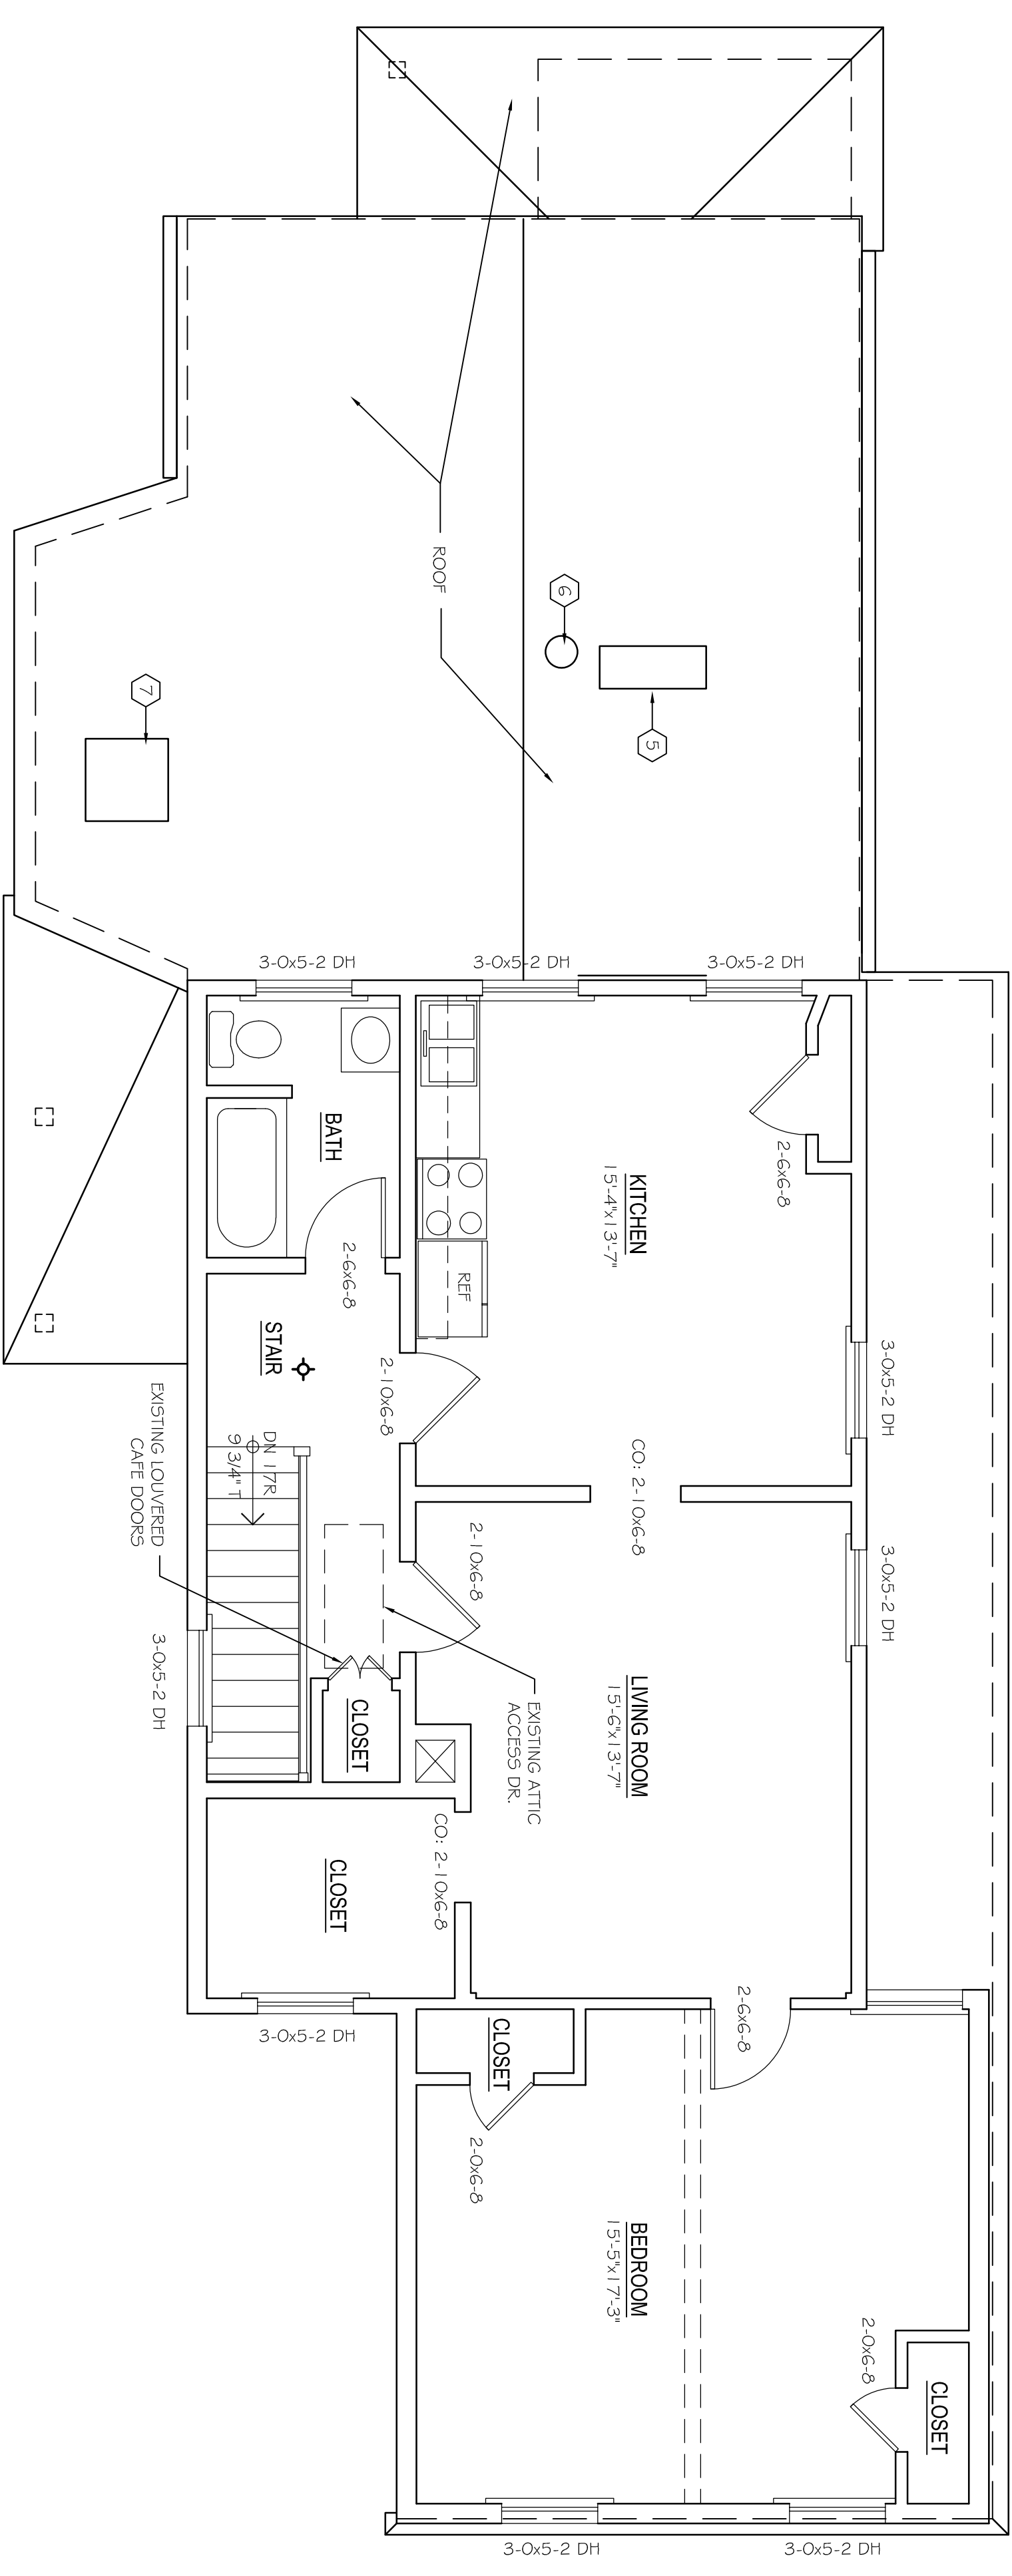 ROOF
6
5
7
3-0x5-2 DH
3-0x5-2 DH
3-0x5-2 DH
BATH
2-6x6-8
KITCHEN
15'-4"x13'-7"
2-6x6-8
REF
STAIR
2-10x6-8
3-0x5-2 DH
DN 17R
9 3/4" T
EXISTING LOUVERED
CAFE DOORS
CO: 2-10x6-8
2-10x6-8
3-0x5-2 DH
3-0x5-2 DH
LIVING ROOM
15'-6"x13'-7"
CLOSET
EXISTING ATTIC
ACCESS DR.
CO: 2-10x6-8
CLOSET
3-0x5-2 DH
2-6x6-8
CLOSET
2-0x6-8
BEDROOM
15'-5"x17'-3"
2-0x6-8
CLOSET
3-0x5-2 DH
3-0x5-2 DH